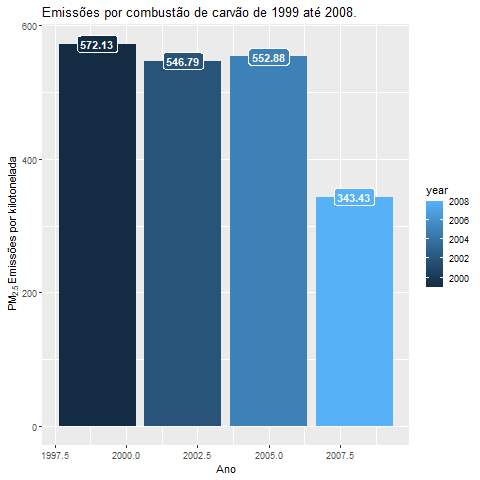 Emissões por combustão de carvão de 1999 até 2008.
600
400
200
0
PM2.5 Emissões por kilotonelada
572.13
546.79
552.88
343.43
1997.5 2000.0 2002.5 2005.0 2007.5
Ano
year
2008
2006
2004
2002
2000